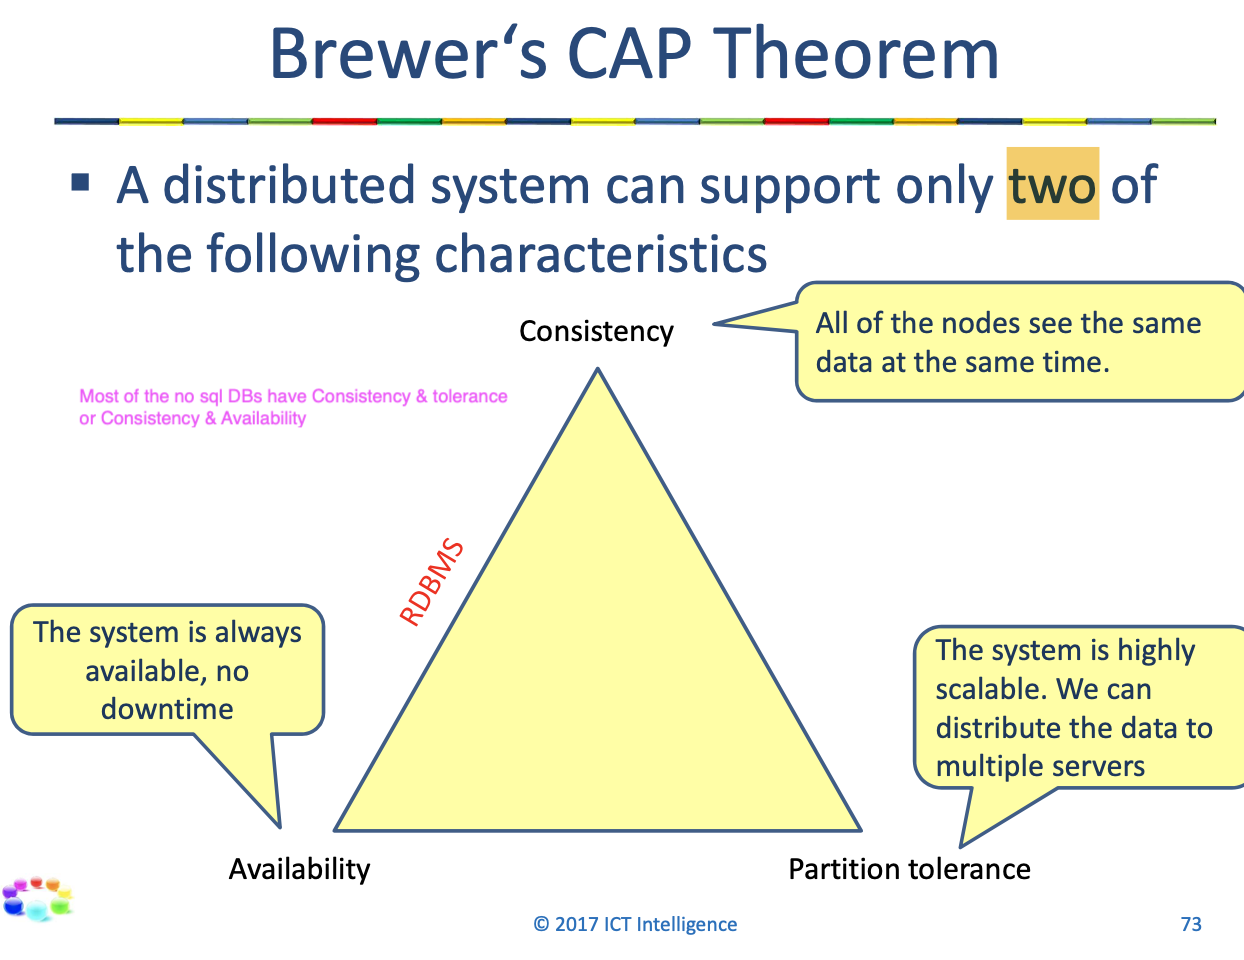 Brewer‘s CAP Theorem
▪ A distributed system can support only two of
the following characteristics
Consistency
All of the nodes see the same
data at the same time.
Most of the no sql DBs have Consistency & tolerance
or Consistency & Availability
RDBMS
The system is always
available, no
downtime
The system is highly
scalable. We can
distribute the data to
multiple servers
Availability
Partition tolerance
© 2017 ICT Intelligence
73